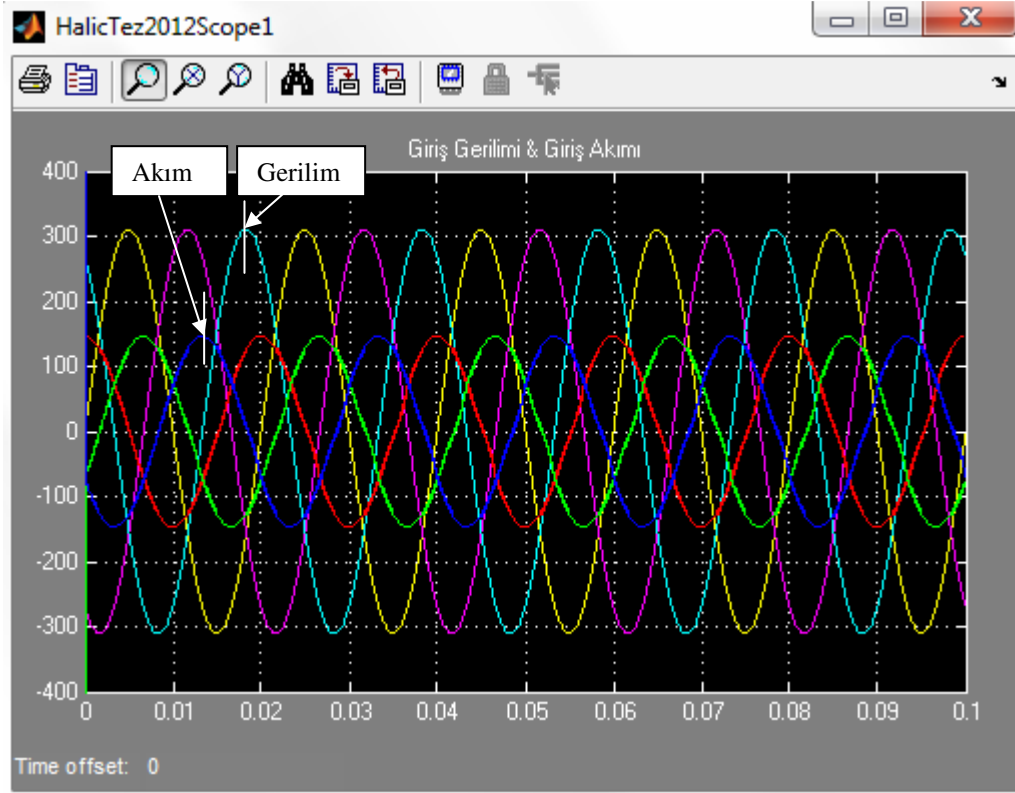 HalicTez2012Scope1
Giriş Gerilimi & Giriş Akımı
Akım
Gerilim
400
300
200
100
0
-100
-200
-300
-400
0 0.01 0.02 0.03 0.04 0.05 0.06 0.07 0.08 0.09 0.1
Time offset: 0